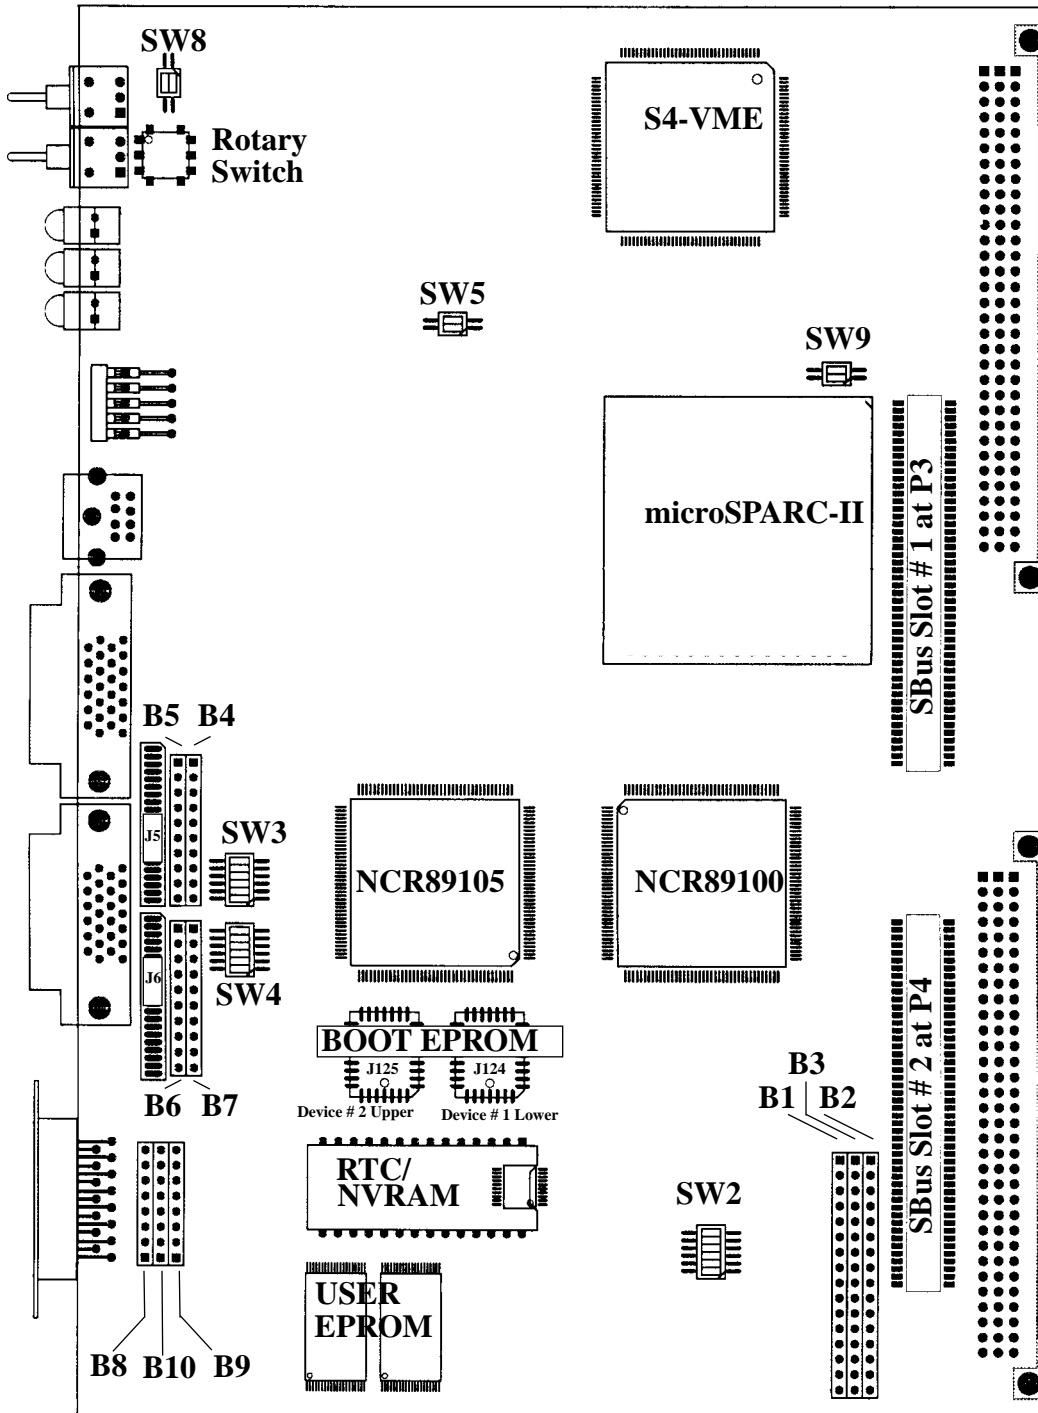 SW8
S4-VME
Rotary
Switch
SW5
SW9
microSPARC-II
SBus Slot # 1 at P3
B5 B4
J5
SW3
NCR89105
NCR89100
J6
SW4
BOOT EPROM
J125
J124
Device # 2 Upper
Device # 1 Lower
B3
B1 B2
B6 B7
SBus Slot # 2 at P4
RTC/
NVRAM
SW2
USER
EPROM
B8 B10 B9